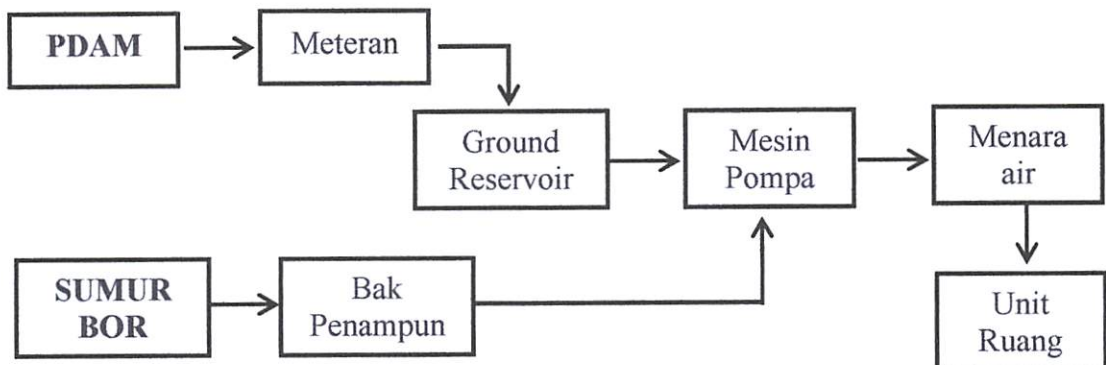 PDAM
Meteran
Ground
Reservoir
Mesin
Pompa
Menara
air
SUMUR
BOR
Bak
Penampun
Unit
Ruang